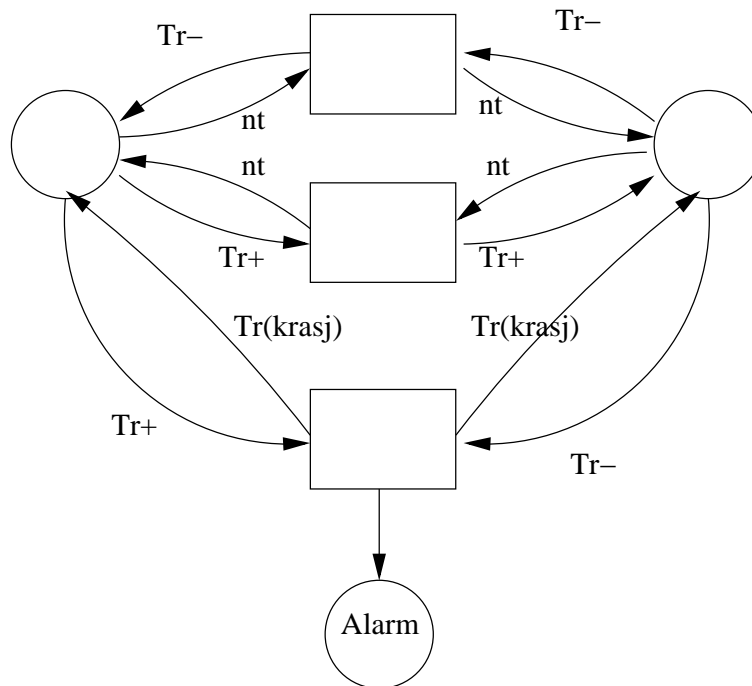 Tr–
Tr–
nt
nt
nt
nt
Tr+
Tr+
Tr(krasj)
Tr(krasj)
Tr+
Tr–
Alarm